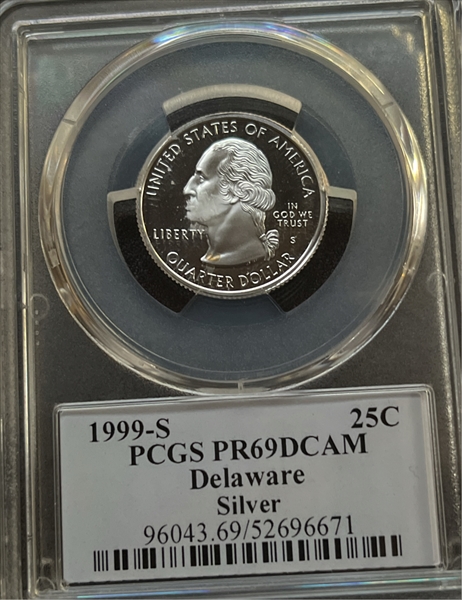 UNITED STATES OF AMERICA
LIBERTY
IN
GOD WE
TRUST
S
QUARTER DOLLAR
1999-S 25C
PCGS PR69DCAM
Delaware
Silver
96043.69/52696671